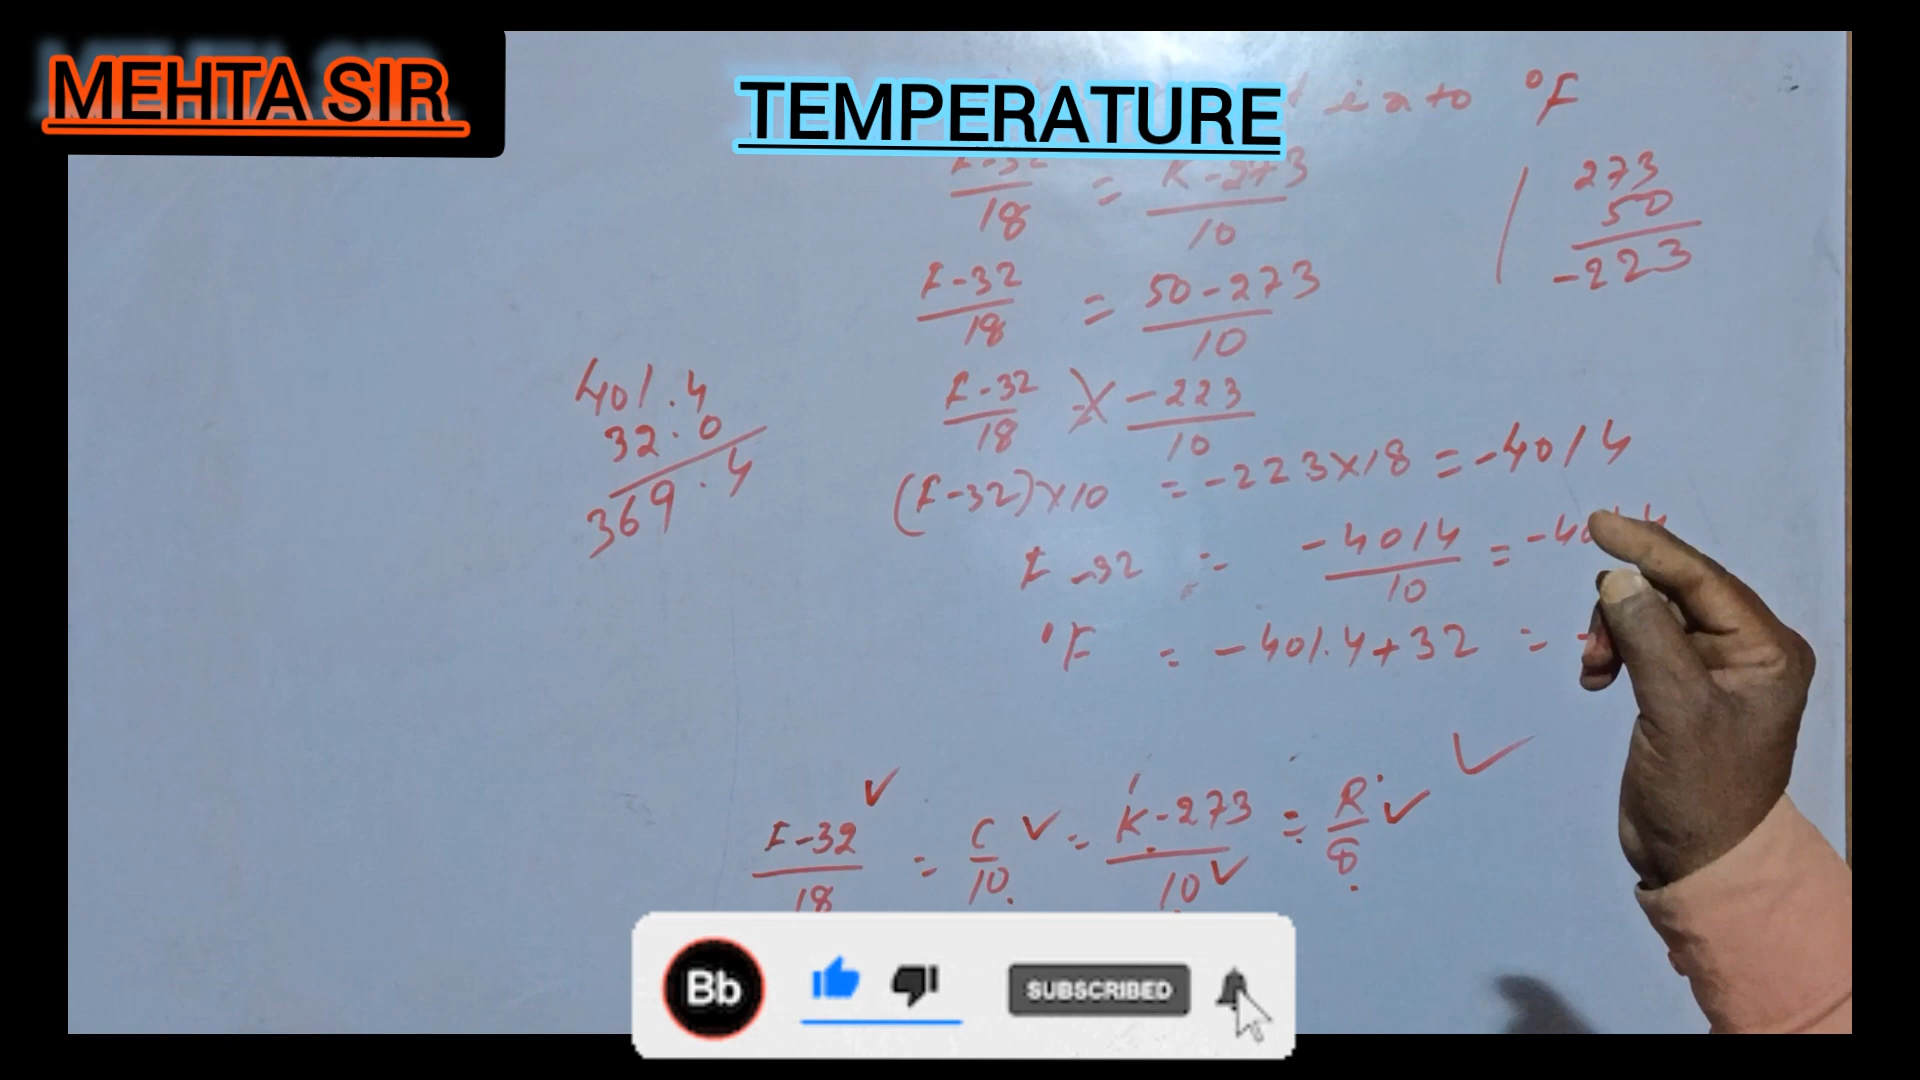 MEHTA SIR
TEMPERATURE
into °F
F-32/18 = K-273/10
273
50
-223
F-32/18 = 50-273/10
F-32/18 = -223/10
401.4
32.0
369.4
(F-32)×10 = -223×18 = -4014
F-32 = -4014/10 = -40
°F = -401.4+32 = -
F-32/18 = C/10 = K-273/10 = R/8
Bb
SUBSCRIBED